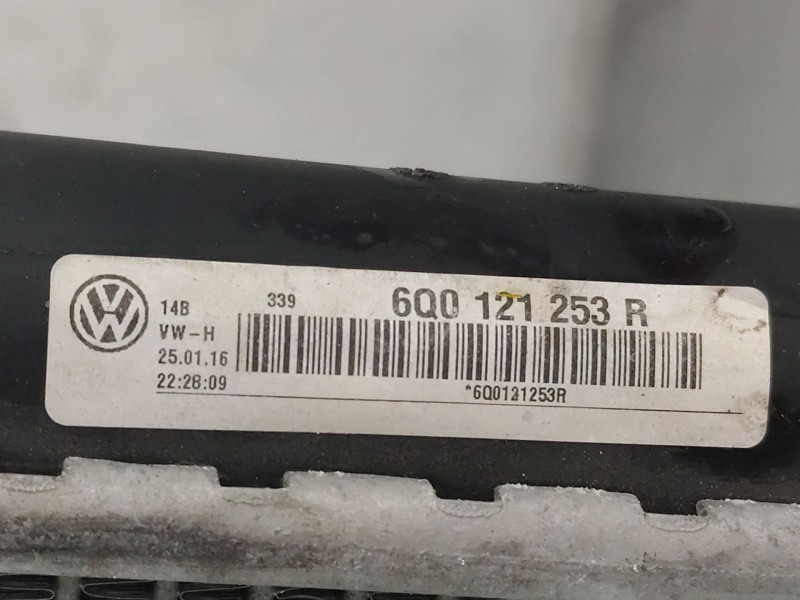 14B 339 6Q0 121 253 R
VW-H
25.01.16
22:28:09
*6Q0121253R